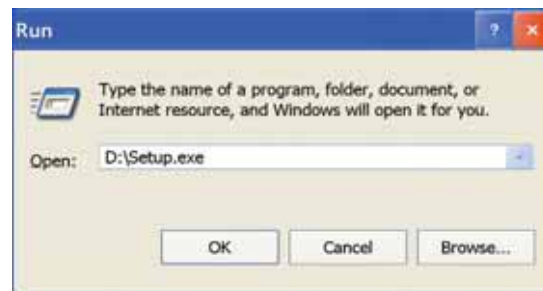 Run
Type the name of a program, folder, document, or
Internet resource, and Windows will open it for you.
Open: D:\Setup.exe
OK Cancel Browse...